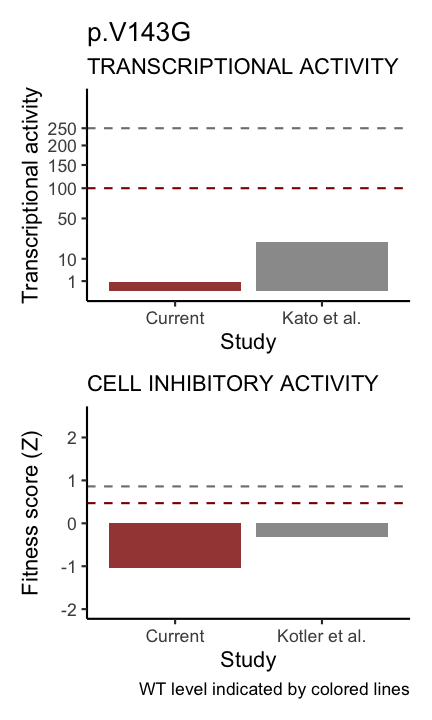 p.V143G
TRANSCRIPTIONAL ACTIVITY
Transcriptional activity
250
200
150
100
50
10
1
Current
Kato et al.
Study
CELL INHIBITORY ACTIVITY
Fitness score (Z)
2
1
0
-1
-2
Current
Kotler et al.
Study
WT level indicated by colored lines